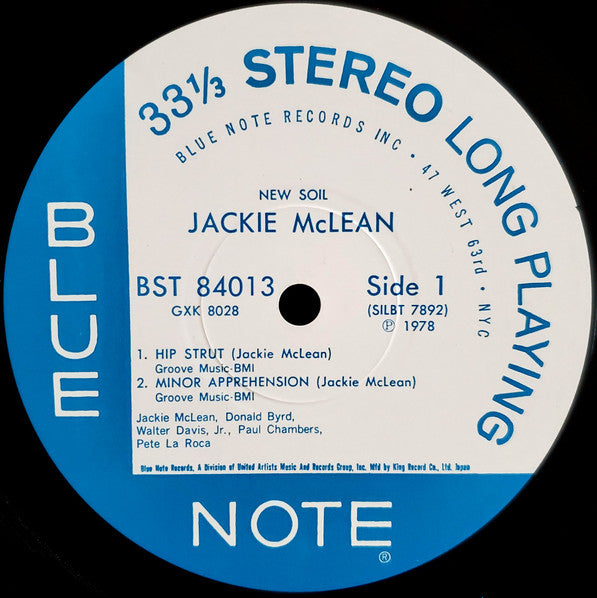 33⅓ STEREO LONG PLAYING
BLUE NOTE RECORDS INC • 47 WEST 63rd • NYC
NEW SOIL
JACKIE McLEAN
BST 84013
GXK 8028
Side 1
(SILBT 7892)
Ⓟ 1978
1. HIP STRUT (Jackie McLean)
Groove Music-BMI
2. MINOR APPREHENSION (Jackie McLean)
Groove Music-BMI
Jackie McLean, Donald Byrd,
Walter Davis, Jr., Paul Chambers,
Pete La Roca
Blue Note Records, A Division of United Artists Music And Records Group, Inc. Mfd by King Record Co., Ltd. Japan
BLUE
NOTE®